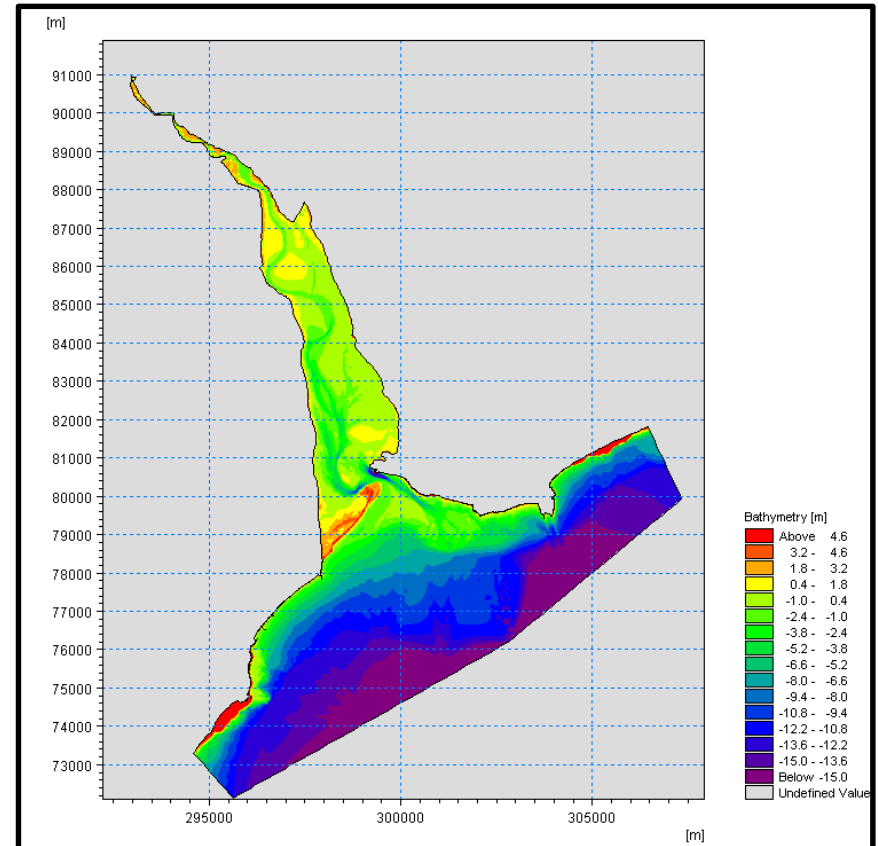 [m]
91000
90000
89000
88000
87000
86000
85000
84000
83000
82000
81000
80000
79000
78000
77000
76000
75000
74000
73000
295000 300000 305000
[m]
Bathymetry [m]
Above 4.6
3.2 - 4.6
1.8 - 3.2
0.4 - 1.8
-1.0 - 0.4
-2.4 - -1.0
-3.8 - -2.4
-5.2 - -3.8
-6.6 - -5.2
-8.0 - -6.6
-9.4 - -8.0
-10.8 - -9.4
-12.2 - -10.8
-13.6 - -12.2
-15.0 - -13.6
Below -15.0
Undefined Value